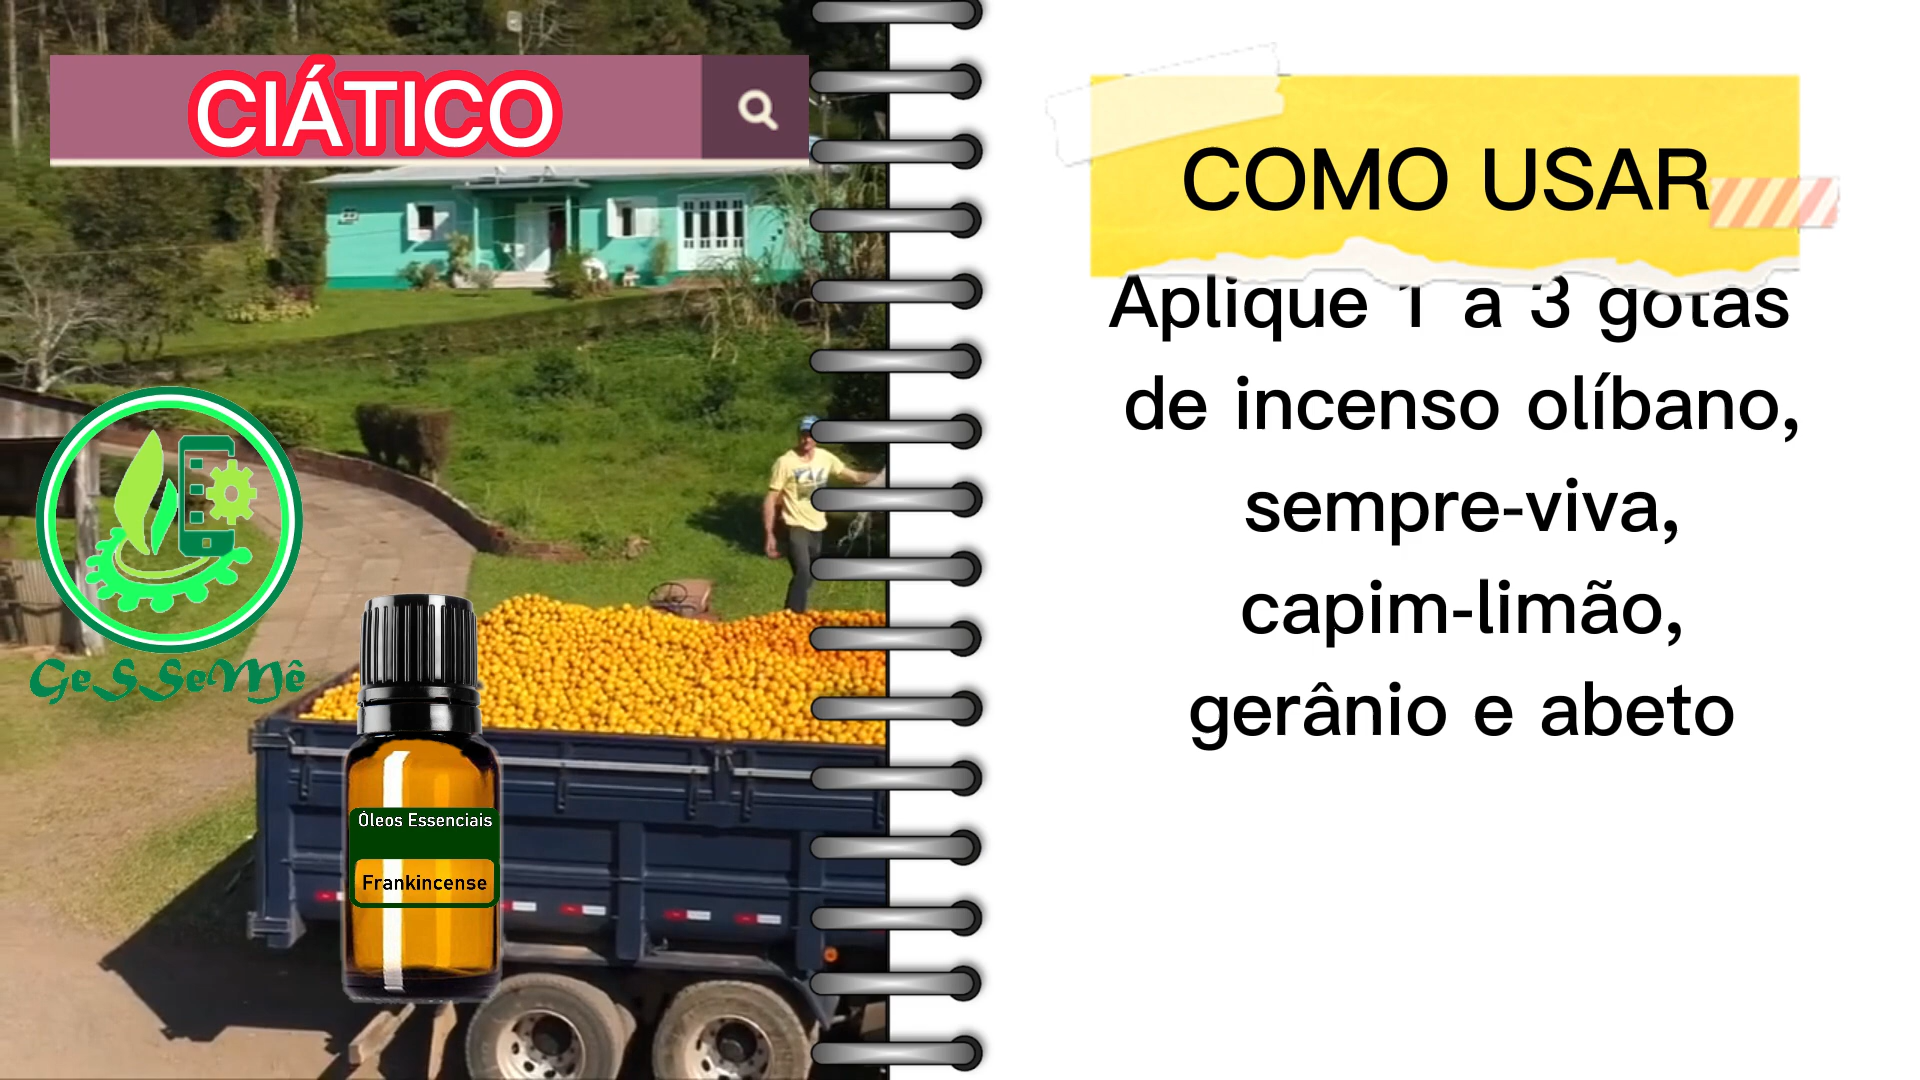 CIÁTICO
GeSSeMê
Óleos Essenciais
Frankincense
COMO USAR
Aplique 1 a 3 gotas
de incenso olíbano,
sempre-viva,
capim-limão,
gerânio e abeto